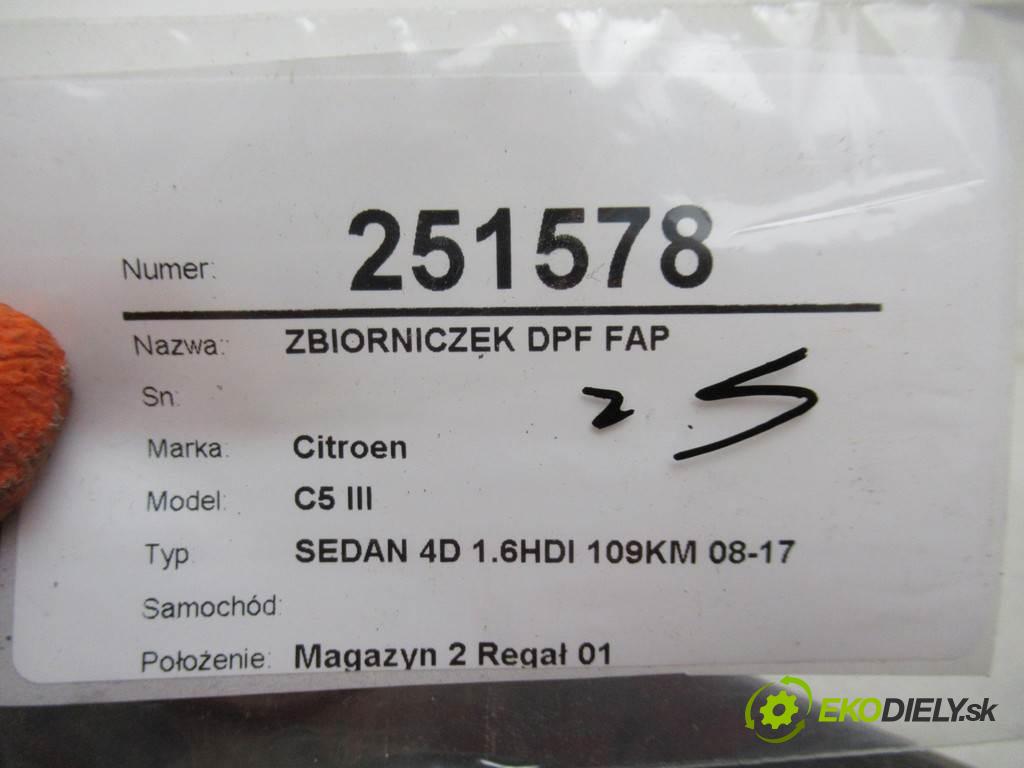 Numer: 251578
Nazwa: ZBIORNICZEK DPF FAP
Sn:
25
Marka: Citroen
Model: C5 III
Typ SEDAN 4D 1.6HDI 109KM 08-17
Samochód:
Położenie: Magazyn 2 Regał 01
EKODIELY.sk